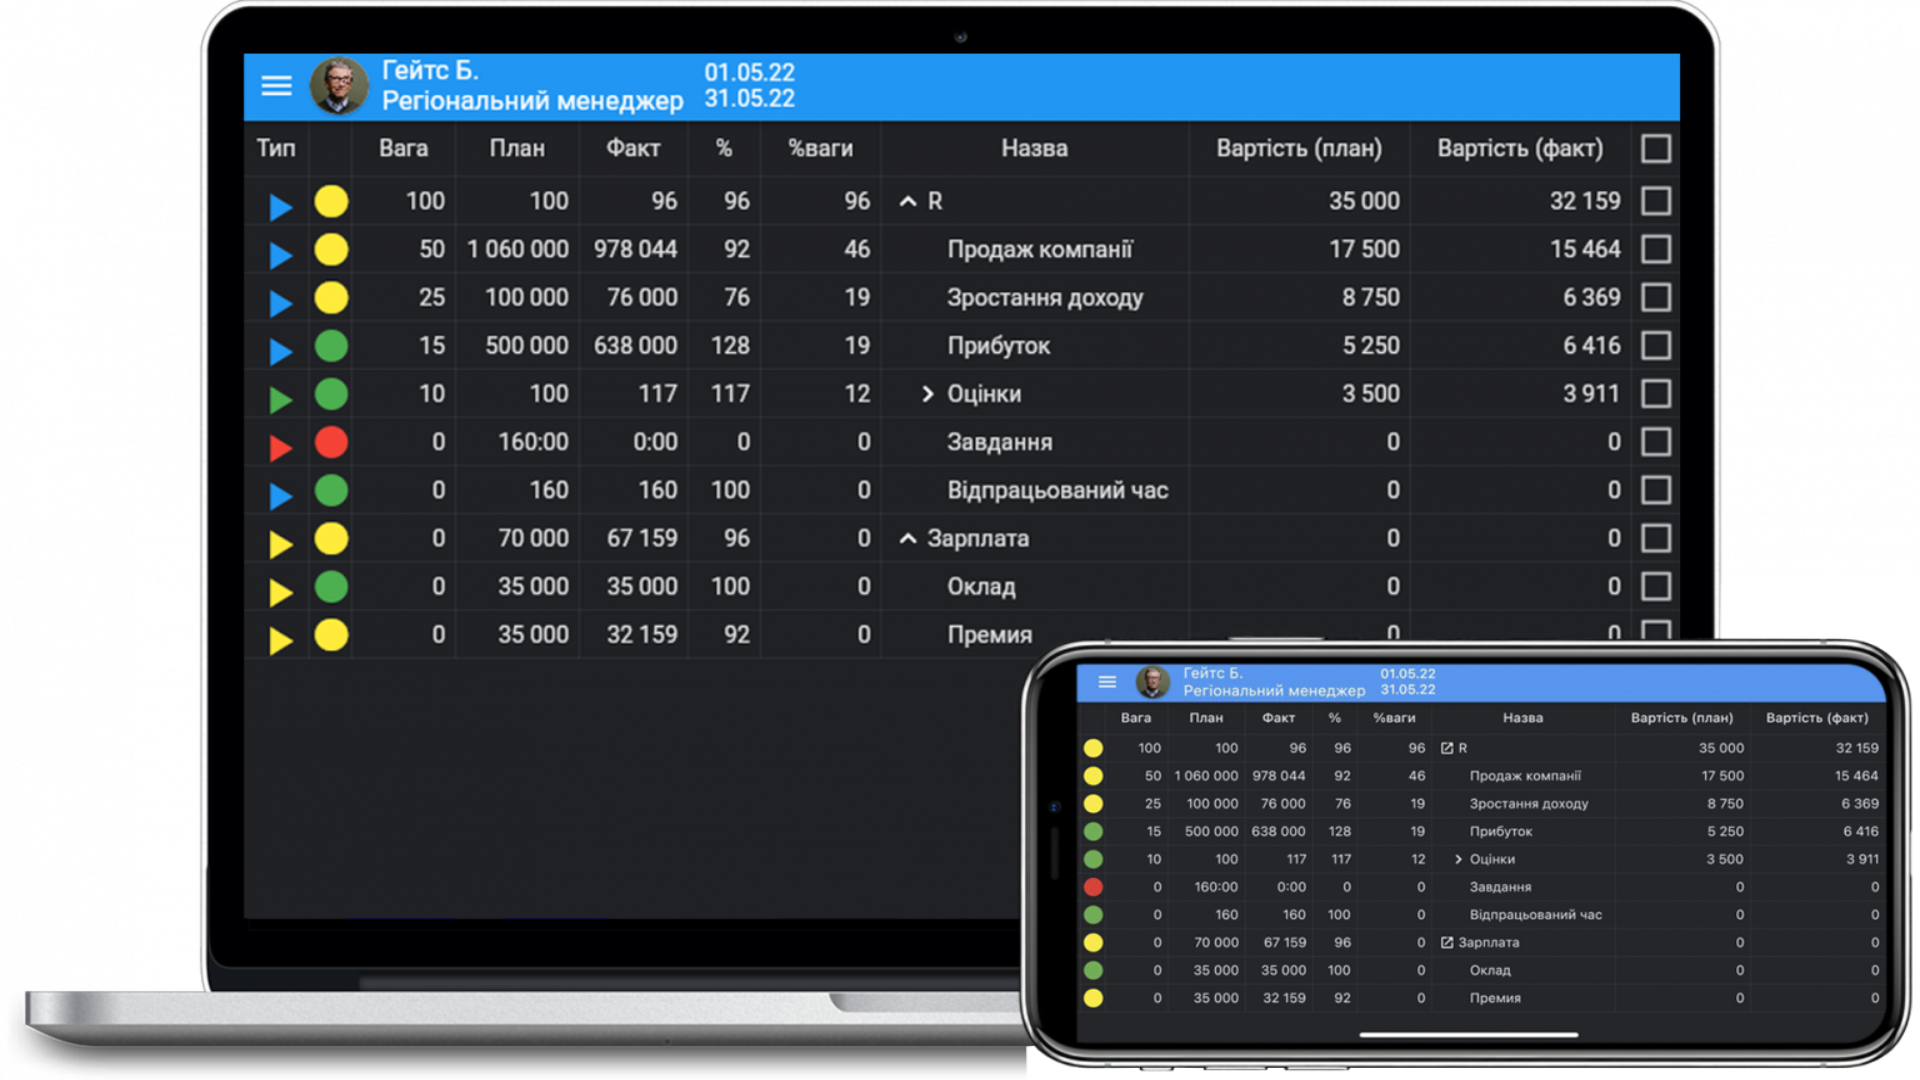 Гейтс Б.
Регіональний менеджер
01.05.22
31.05.22
Тип Вага План Факт % %ваги Назва Вартість (план) Вартість (факт)
100 100 96 96 96 R 35 000 32 159
50 1 060 000 978 044 92 46 Продаж компанії 17 500 15 464
25 100 000 76 000 76 19 Зростання доходу 8 750 6 369
15 500 000 638 000 128 19 Прибуток 5 250 6 416
10 100 117 117 12 Оцінки 3 500 3 911
0 160:00 0:00 0 0 Завдання 0 0
0 160 160 100 0 Відпрацьований час 0 0
0 70 000 67 159 96 0 Зарплата 0 0
0 35 000 35 000 100 0 Оклад 0 0
0 35 000 32 159 92 0 Премия 0 0
Гейтс Б.
Регіональний менеджер
01.05.22
31.05.22
Вага План Факт % %ваги Назва Вартість (план) Вартість (факт)
100 100 96 96 96 R 35 000 32 159
50 1 060 000 978 044 92 46 Продаж компанії 17 500 15 464
25 100 000 76 000 76 19 Зростання доходу 8 750 6 369
15 500 000 638 000 128 19 Прибуток 5 250 6 416
10 100 117 117 12 Оцінки 3 500 3 911
0 160:00 0:00 0 0 Завдання 0 0
0 160 160 100 0 Відпрацьований час 0 0
0 70 000 67 159 96 0 Зарплата 0 0
0 35 000 35 000 100 0 Оклад 0 0
0 35 000 32 159 92 0 Премия 0 0